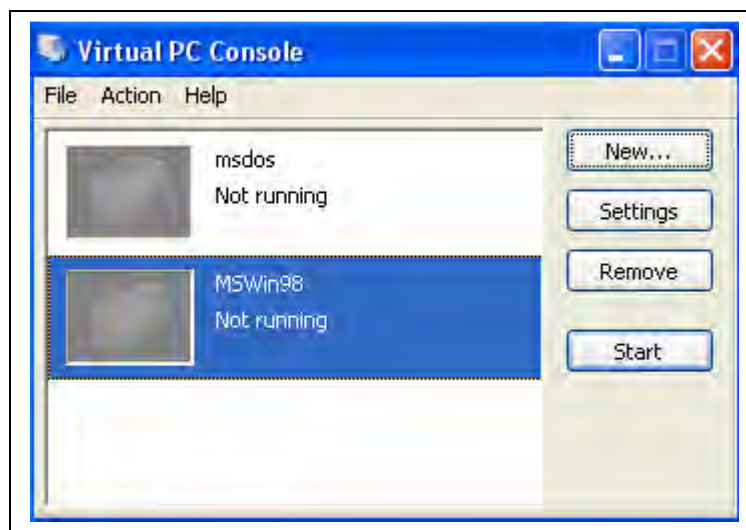 Virtual PC Console
File Action Help
msdos
Not running
MSWin98
Not running
New...
Settings
Remove
Start